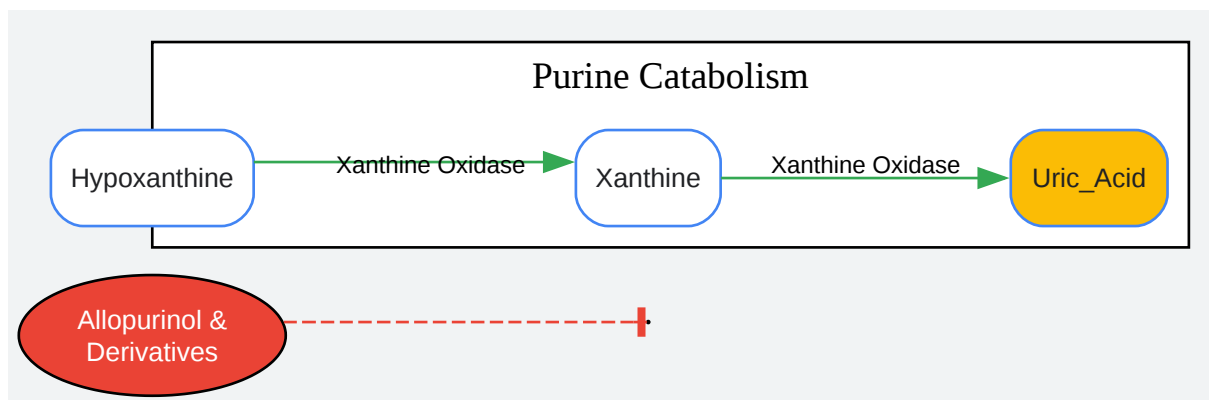 Purine Catabolism
Hypoxanthine
Xanthine Oxidase
Xanthine
Xanthine Oxidase
Uric_Acid
Allopurinol &
Derivatives